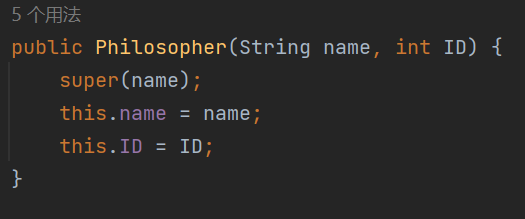 5 个用法
public Philosopher(String name, int ID) {
    super(name);
    this.name = name;
    this.ID = ID;
}